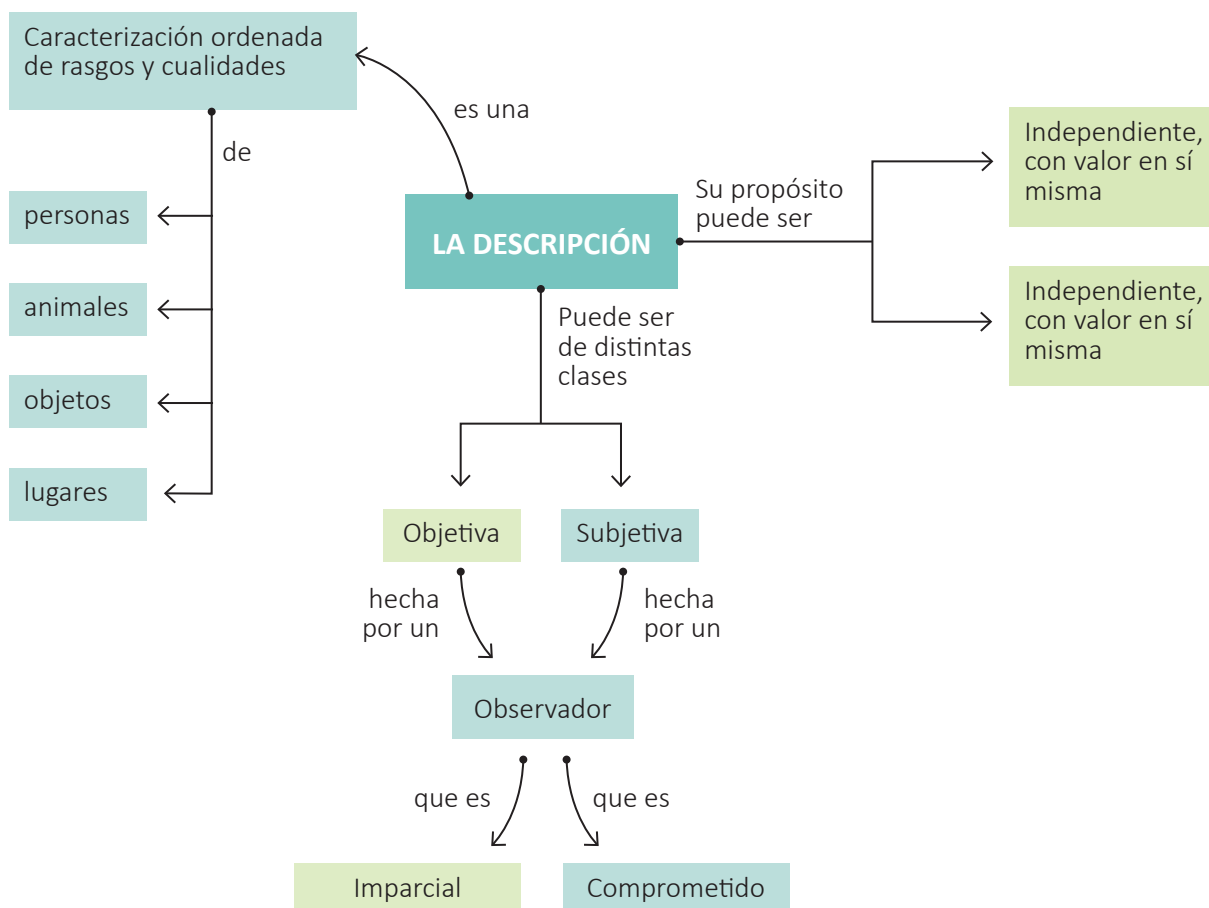 Caracterización ordenada
de rasgos y cualidades
es una
de
personas
animales
objetos
lugares
LA DESCRIPCIÓN
Su propósito
puede ser
Independiente,
con valor en sí
misma
Independiente,
con valor en sí
misma
Puede ser
de distintas
clases
Objetiva
Subjetiva
hecha
por un
hecha
por un
Observador
que es
que es
Imparcial
Comprometido